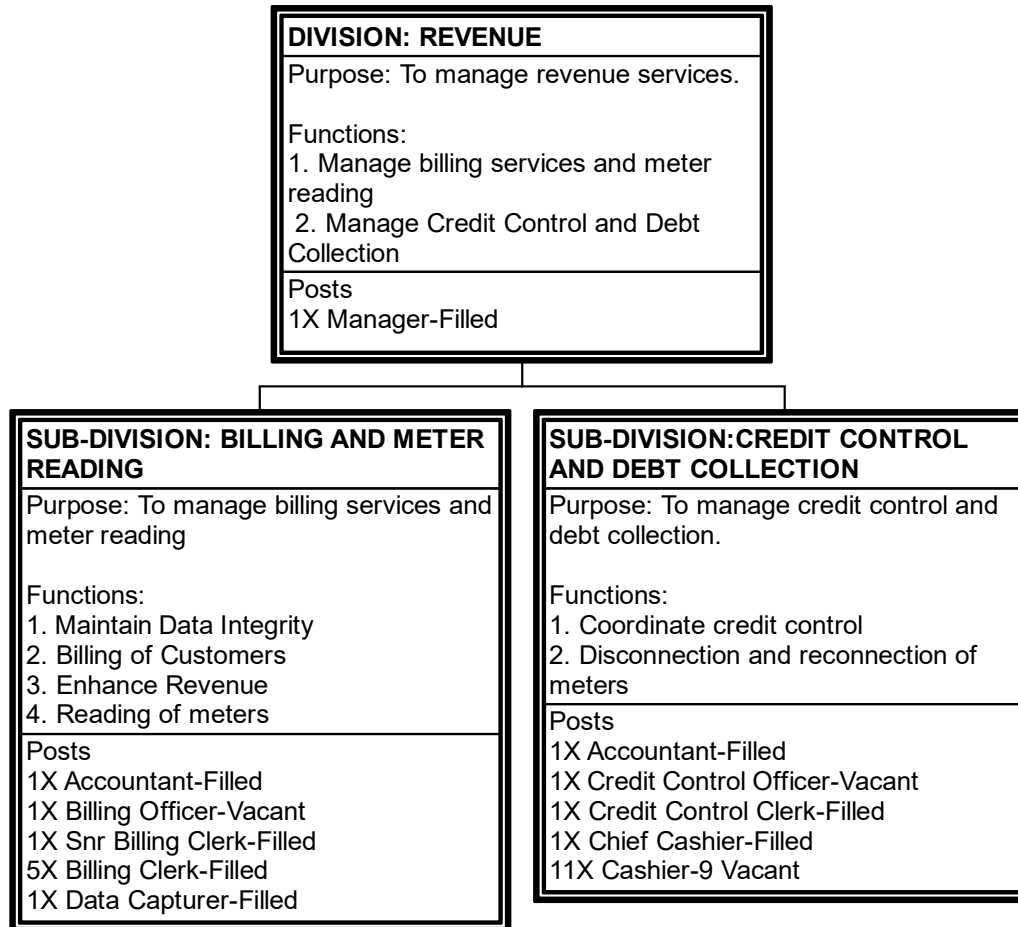 DIVISION: REVENUE
Purpose: To manage revenue services.
Functions:
1. Manage billing services and meter
reading
2. Manage Credit Control and Debt
Collection
Posts
1X Manager-Filled
SUB-DIVISION: BILLING AND METER
READING
Purpose: To manage billing services and
meter reading
Functions:
1. Maintain Data Integrity
2. Billing of Customers
3. Enhance Revenue
4. Reading of meters
Posts
1X Accountant-Filled
1X Billing Officer-Vacant
1X Snr Billing Clerk-Filled
5X Billing Clerk-Filled
1X Data Capturer-Filled
SUB-DIVISION:CREDIT CONTROL
AND DEBT COLLECTION
Purpose: To manage credit control and
debt collection.
Functions:
1. Coordinate credit control
2. Disconnection and reconnection of
meters
Posts
1X Accountant-Filled
1X Credit Control Officer-Vacant
1X Credit Control Clerk-Filled
1X Chief Cashier-Filled
11X Cashier-9 Vacant